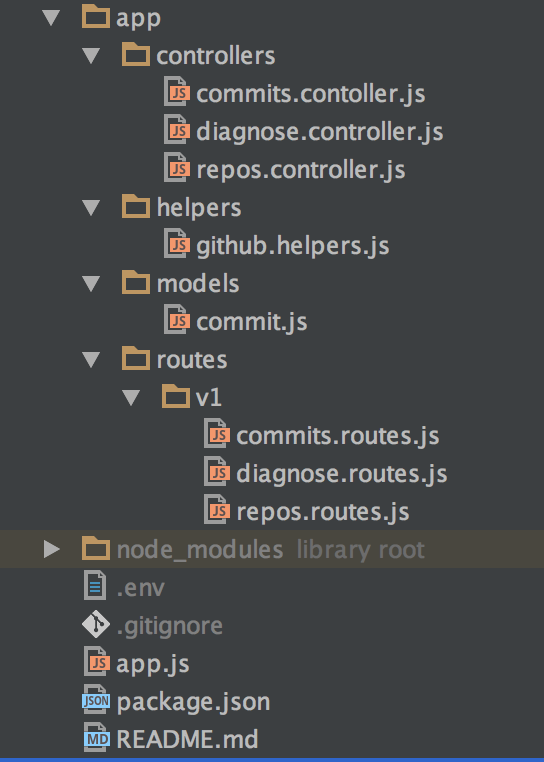 app
controllers
JS commits.contoller.js
JS diagnose.controller.js
JS repos.controller.js
helpers
JS github.helpers.js
models
JS commit.js
routes
v1
JS commits.routes.js
JS diagnose.routes.js
JS repos.routes.js
node_modules library root
.env
.gitignore
JS app.js
JSON package.json
MD README.md